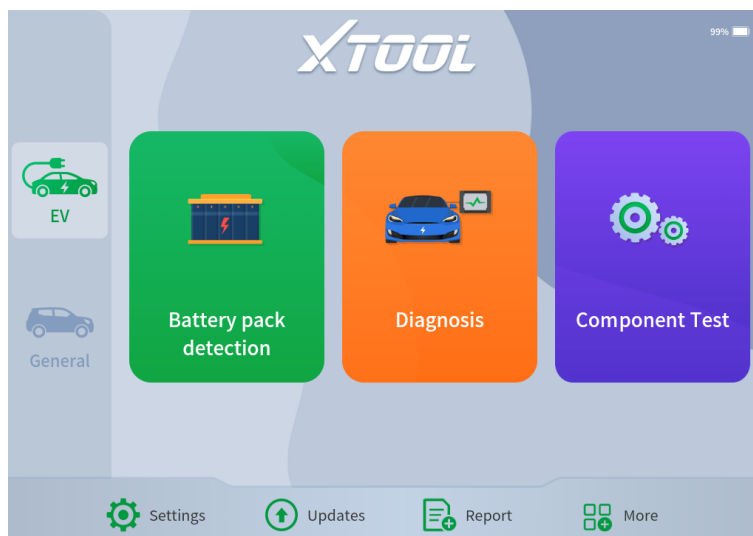 XTOOL
99%
EV
General
Battery pack
detection
Diagnosis
Component Test
Settings
Updates
Report
More